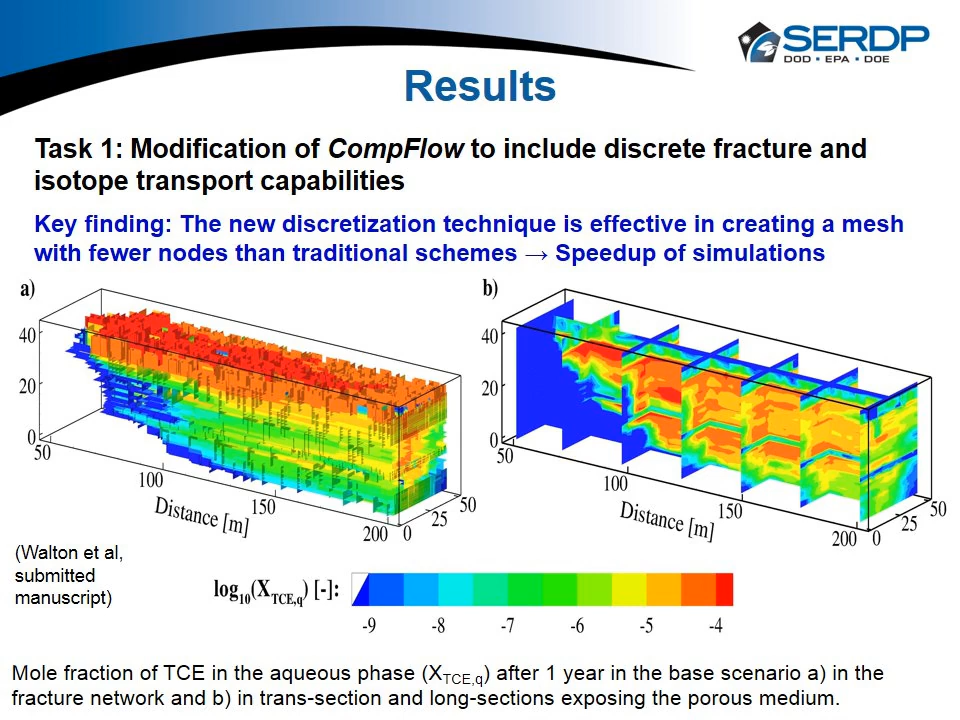 SERDP
DOD • EPA • DOE
Results
Task 1: Modification of CompFlow to include discrete fracture and
isotope transport capabilities
Key finding: The new discretization technique is effective in creating a mesh
with fewer nodes than traditional schemes → Speedup of simulations
a)
40
20
0
50
100
150
200
0
25
50
Distance [m]
b)
40
20
0
50
100
150
200
0
25
50
Distance [m]
(Walton et al,
submitted
manuscript)
log10(XTCE,q) [-]:
-9 -8 -7 -6 -5 -4
Mole fraction of TCE in the aqueous phase (XTCE,q) after 1 year in the base scenario a) in the
fracture network and b) in trans-section and long-sections exposing the porous medium.